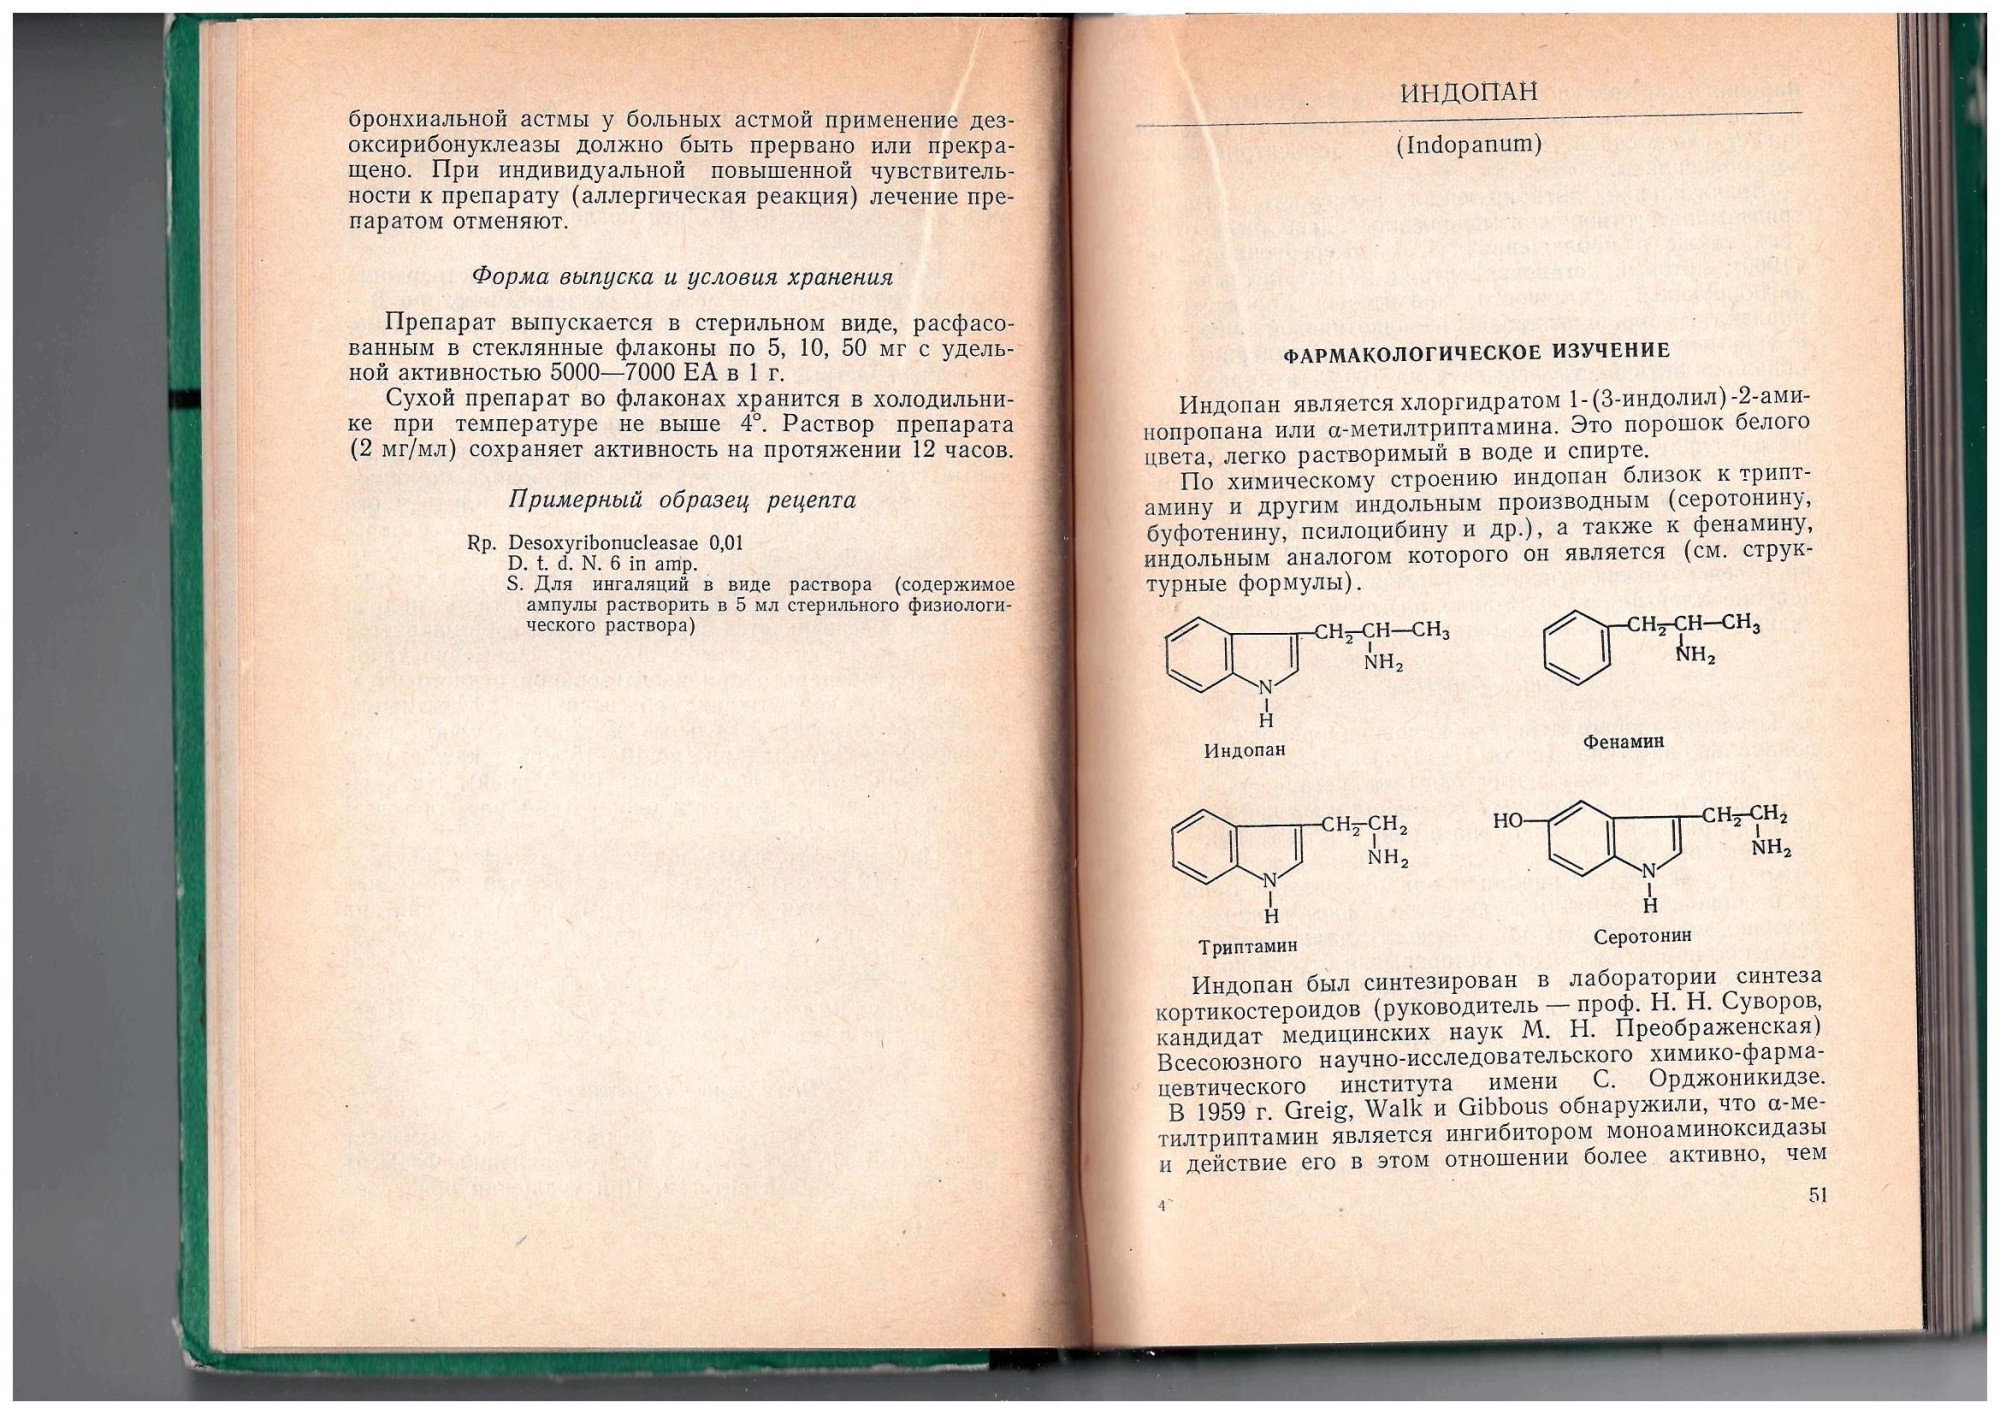 бронхиальной астмы у больных астмой применение дез-
оксирибонуклеазы должно быть прервано или прекра-
щено. При индивидуальной повышенной чувствитель-
ности к препарату (аллергическая реакция) лечение пре-
паратом отменяют.
Форма выпуска и условия хранения
Препарат выпускается в стерильном виде, расфасо-
ванным в стеклянные флаконы по 5, 10, 50 мг с удель-
ной активностью 5000—7000 ЕА в 1 г.
Сухой препарат во флаконах хранится в холодильни-
ке при температуре не выше 4°. Раствор препарата
(2 мг/мл) сохраняет активность на протяжении 12 часов.
Примерный образец рецепта
Rp. Desoxyribonucleasae 0,01
D. t. d. N. 6 in amp.
S. Для ингаляций в виде раствора (содержимое
ампулы растворить в 5 мл стерильного физиологи-
ческого раствора)
ИНДОПАН
(Indopanum)
ФАРМАКОЛОГИЧЕСКОЕ ИЗУЧЕНИЕ
Индопан является хлоргидратом 1-(3-индолил)-2-ами-
нопропана или α-метилтриптамина. Это порошок белого
цвета, легко растворимый в воде и спирте.
По химическому строению индопан близок к трипт-
амину и другим индольным производным (серотонину,
буфотенину, псилоцибину и др.), а также к фенамину,
индольным аналогом которого он является (см. струк-
турные формулы).
CH₂—CH—CH₃
NH₂
N
H
Индопан
CH₂—CH—CH₃
NH₂
Фенамин
CH₂—CH₂
NH₂
N
H
Триптамин
HO
CH₂—CH₂
NH₂
N
H
Серотонин
Индопан был синтезирован в лаборатории синтеза
кортикостероидов (руководитель — проф. Н. Н. Суворов,
кандидат медицинских наук М. Н. Преображенская)
Всесоюзного научно-исследовательского химико-фарма-
цевтического института имени С. Орджоникидзе.
В 1959 г. Greig, Walk и Gibbous обнаружили, что α-ме-
тилтриптамин является ингибитором моноаминоксидазы
и действие его в этом отношении более активно, чем
4
51